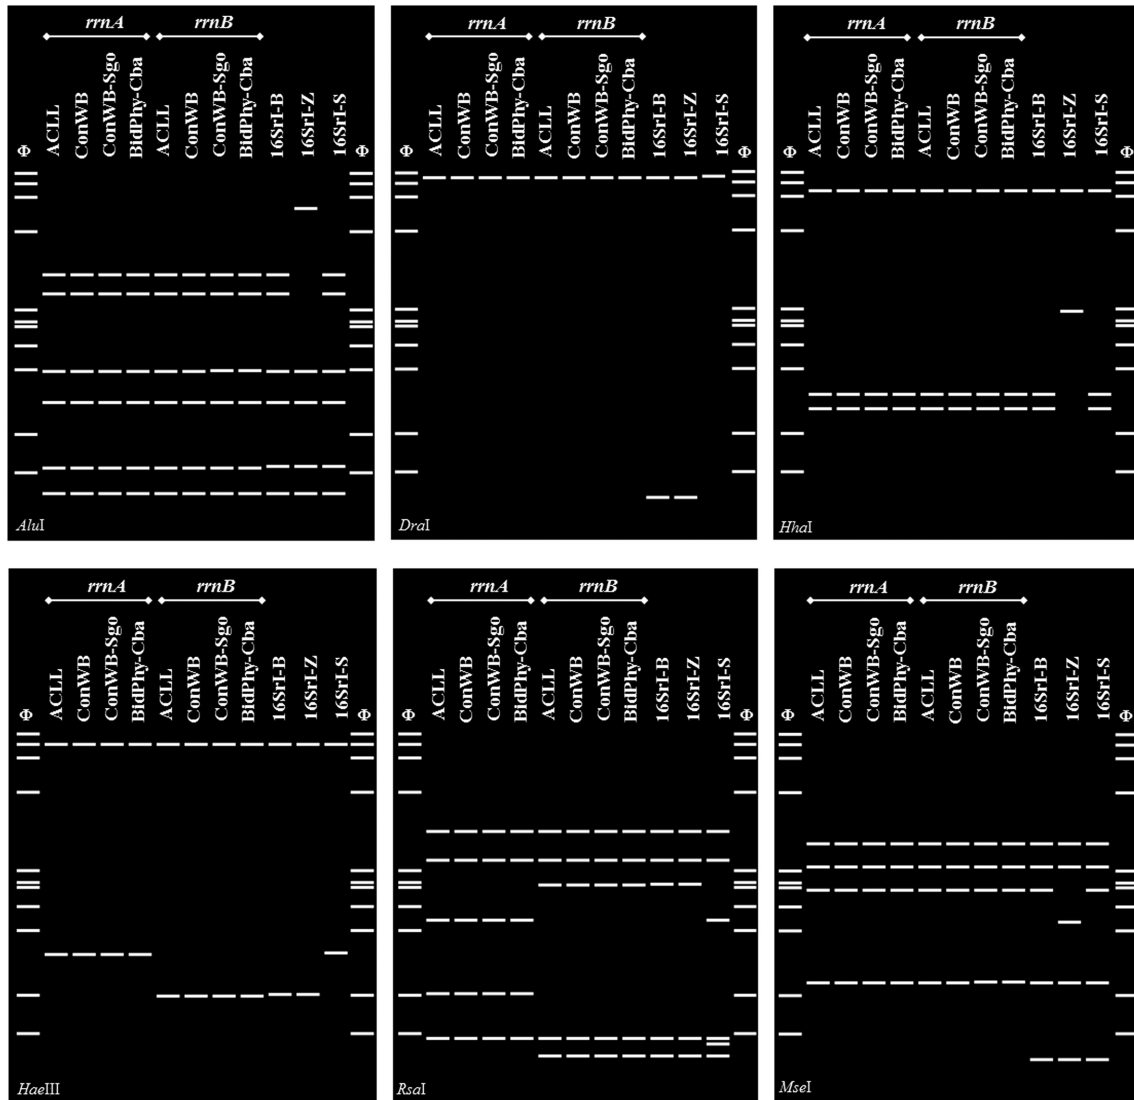 rrnA rrnB
Φ ACLL ConWB ConWB-Sgo BidPhy-Cba ACLL ConWB ConWB-Sgo BidPhy-Cba 16SrI-B 16SrI-Z 16SrI-S Φ
AluI
rrnA rrnB
Φ ACLL ConWB ConWB-Sgo BidPhy-Cba ACLL ConWB ConWB-Sgo BidPhy-Cba 16SrI-B 16SrI-Z 16SrI-S Φ
DraI
rrnA rrnB
Φ ACLL ConWB ConWB-Sgo BidPhy-Cba ACLL ConWB ConWB-Sgo BidPhy-Cba 16SrI-B 16SrI-Z 16SrI-S Φ
HhaI
rrnA rrnB
Φ ACLL ConWB ConWB-Sgo BidPhy-Cba ACLL ConWB ConWB-Sgo BidPhy-Cba 16SrI-B 16SrI-Z 16SrI-S Φ
HaeIII
rrnA rrnB
Φ ACLL ConWB ConWB-Sgo BidPhy-Cba ACLL ConWB ConWB-Sgo BidPhy-Cba 16SrI-B 16SrI-Z 16SrI-S Φ
RsaI
rrnA rrnB
Φ ACLL ConWB ConWB-Sgo BidPhy-Cba ACLL ConWB ConWB-Sgo BidPhy-Cba 16SrI-B 16SrI-Z 16SrI-S Φ
MseI